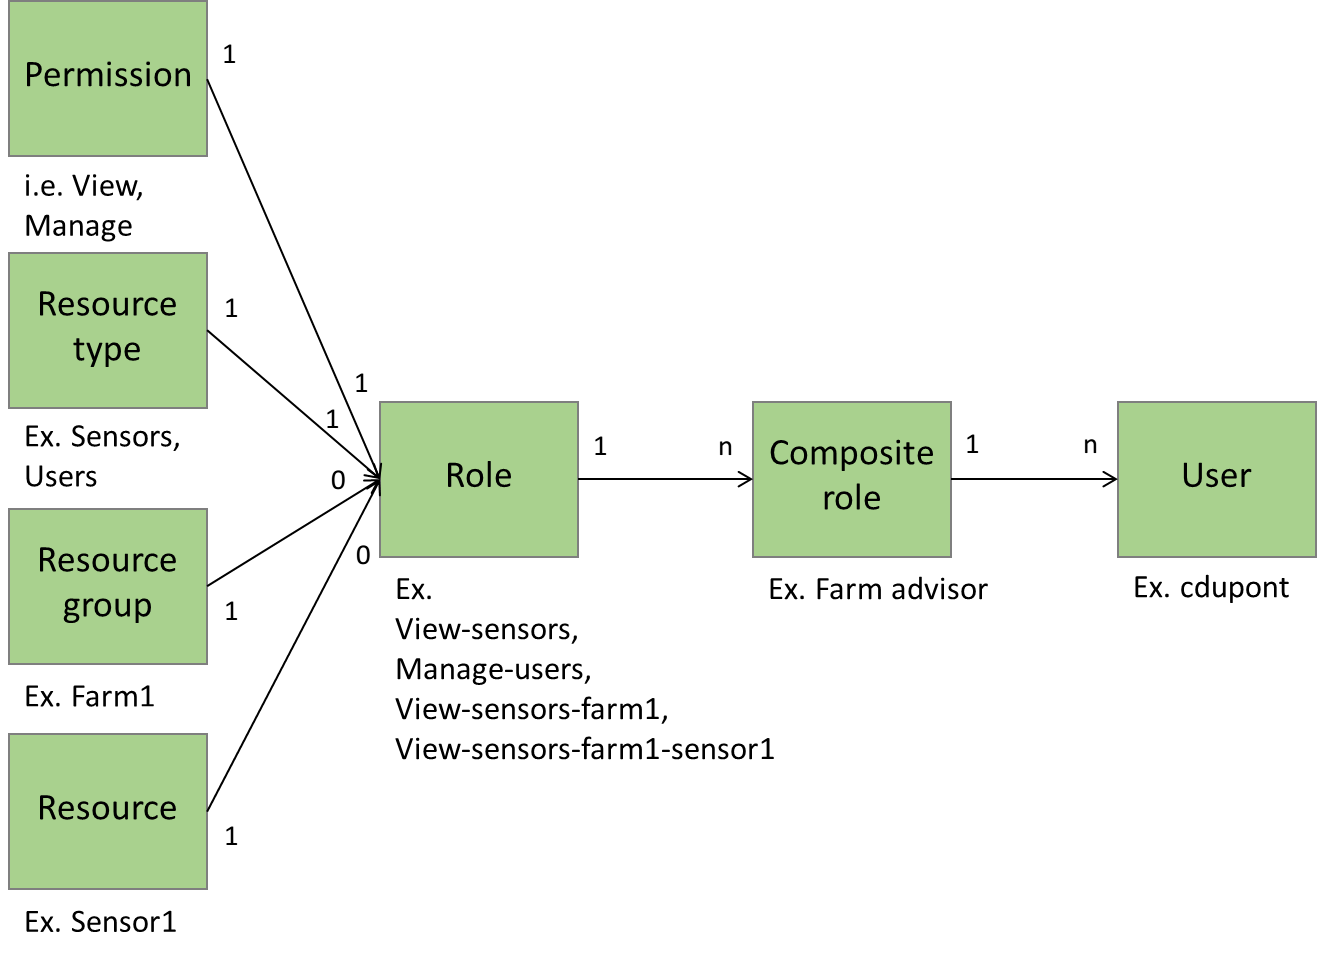 Permission
1
i.e. View,
Manage
Resource
type
1
Ex. Sensors,
Users
Resource
group
1
Ex. Farm1
Resource
1
Ex. Sensor1
1
1
0
0
Role
1
n
Ex.
View-sensors,
Manage-users,
View-sensors-farm1,
View-sensors-farm1-sensor1
Composite
role
1
n
Ex. Farm advisor
User
Ex. cdupont